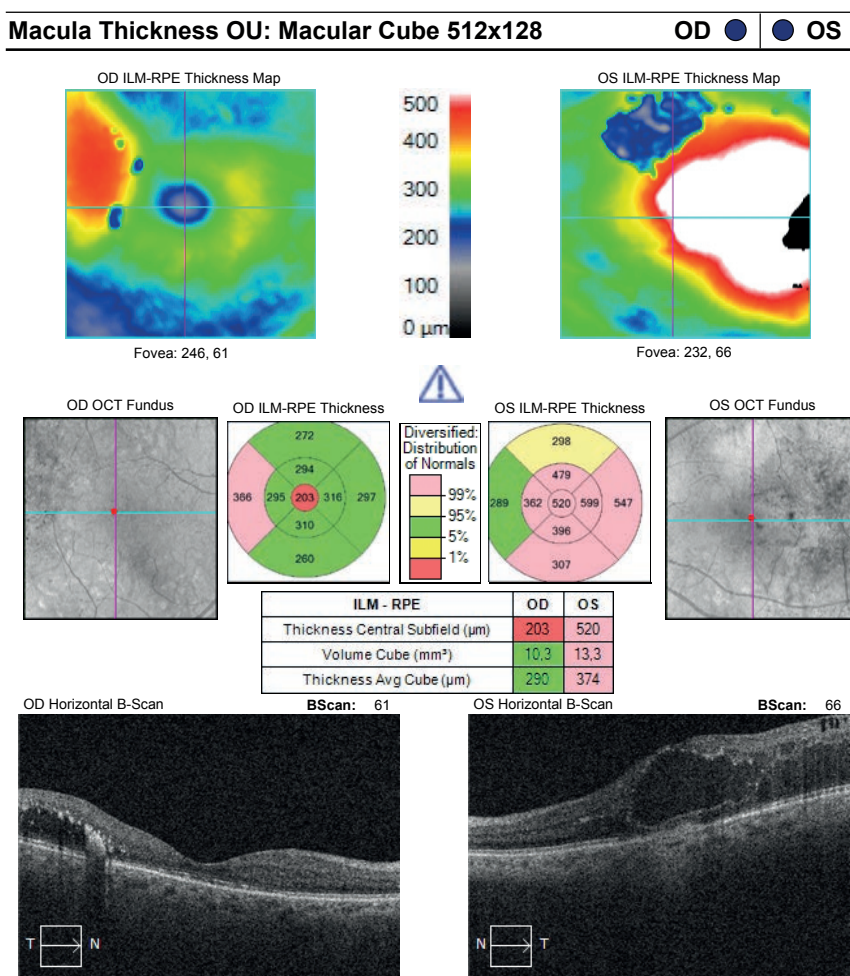 Macula Thickness OU: Macular Cube 512x128 OD OS
OD ILM-RPE Thickness Map
OS ILM-RPE Thickness Map
500
400
300
200
100
0 µm
Fovea: 246, 61
Fovea: 232, 66
OD OCT Fundus
OD ILM-RPE Thickness
OS ILM-RPE Thickness
OS OCT Fundus
272
294
366 295 203 316 297
310
260
Diversified:
Distribution
of Normals
99%
95%
5%
1%
298
479
289 362 520 599 547
396
307
ILM - RPE OD OS
Thickness Central Subfield (µm) 203 520
Volume Cube (mm³) 10,3 13,3
Thickness Avg Cube (µm) 290 374
OD Horizontal B-Scan BScan: 61
OS Horizontal B-Scan BScan: 66
T N
N T